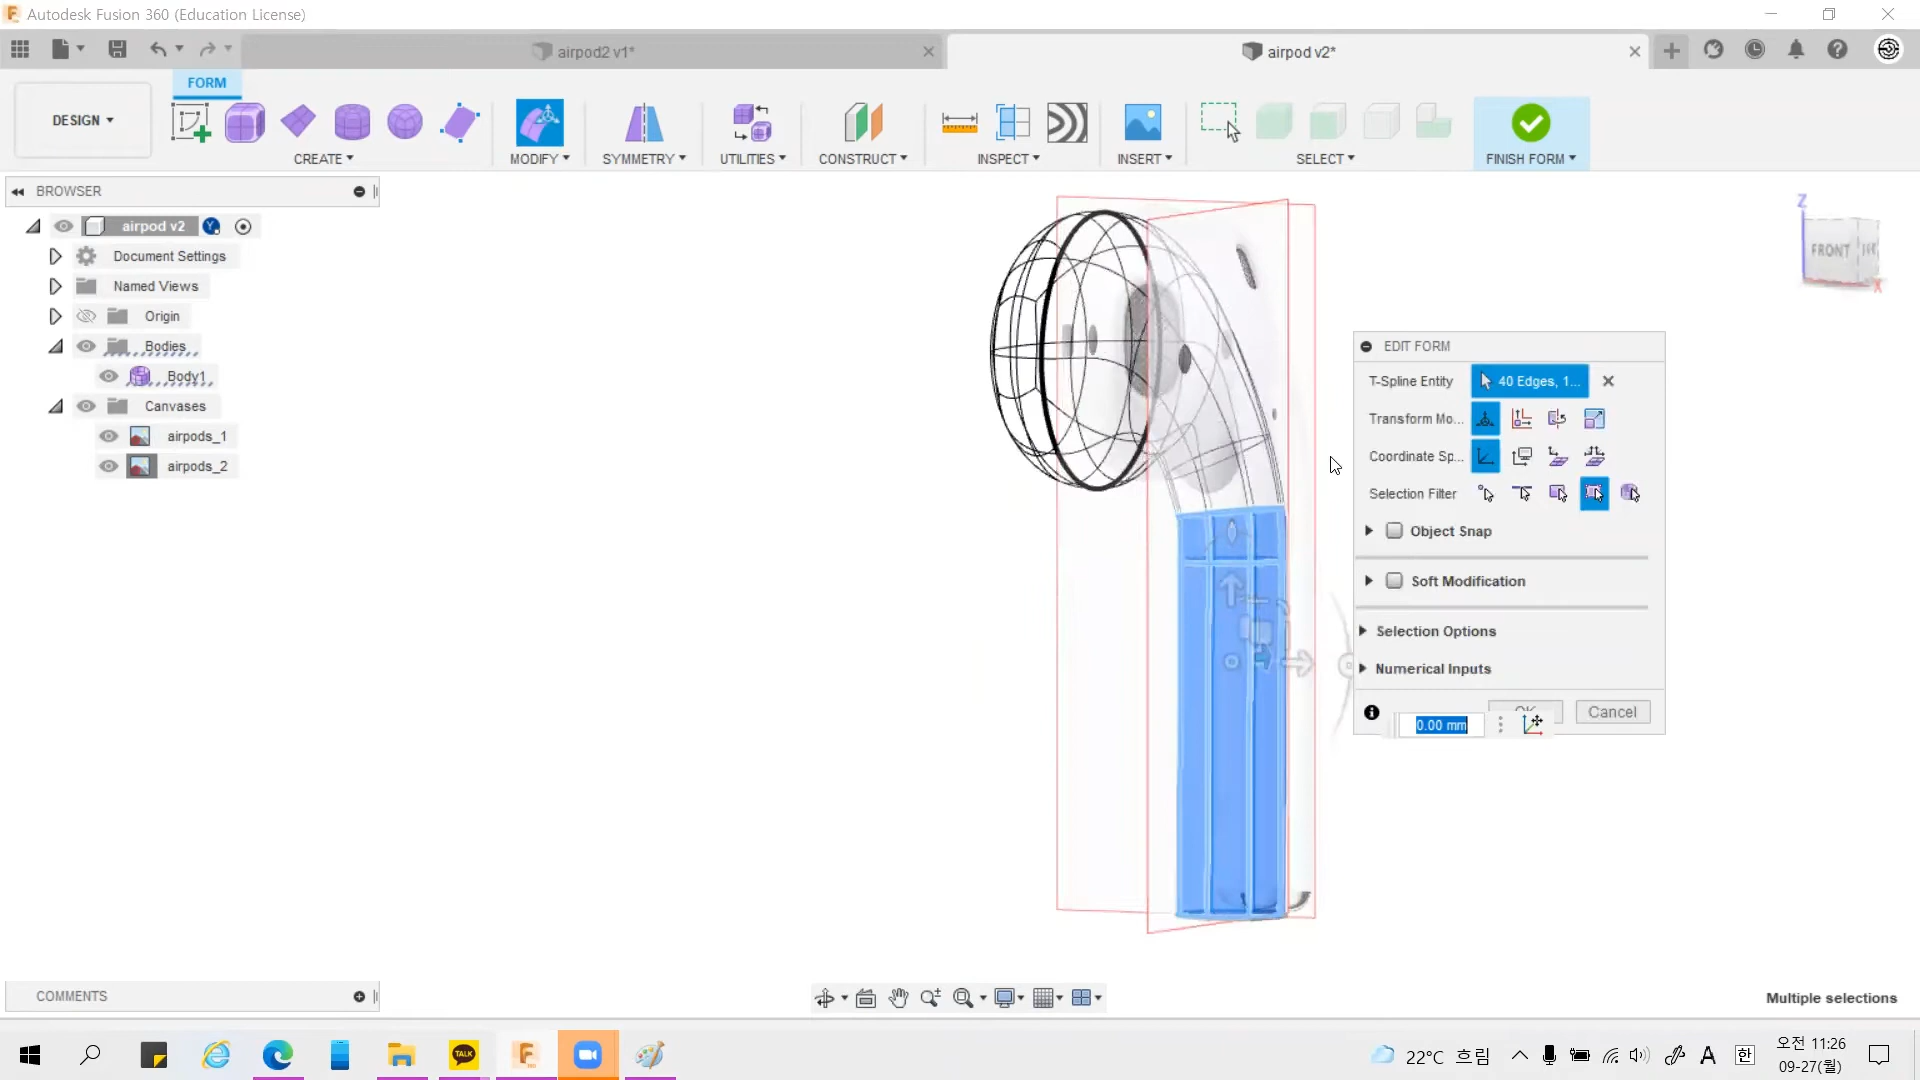 Autodesk Fusion 360 (Education License)
airpod2 v1*
airpod v2*
FORM
DESIGN
CREATE
MODIFY
SYMMETRY
UTILITIES
CONSTRUCT
INSPECT
INSERT
SELECT
FINISH FORM
BROWSER
airpod v2
Document Settings
Named Views
Origin
Bodies
Body1
Canvases
airpods_1
airpods_2
Z
FRONT
X
EDIT FORM
T-Spline Entity
40 Edges, 1...
Transform Mo...
Coordinate Sp...
Selection Filter
Object Snap
Soft Modification
Selection Options
Numerical Inputs
OK
Cancel
0.00 mm
COMMENTS
Multiple selections
TALK
22°C 흐림
A
한
오전 11:26
09-27(월)